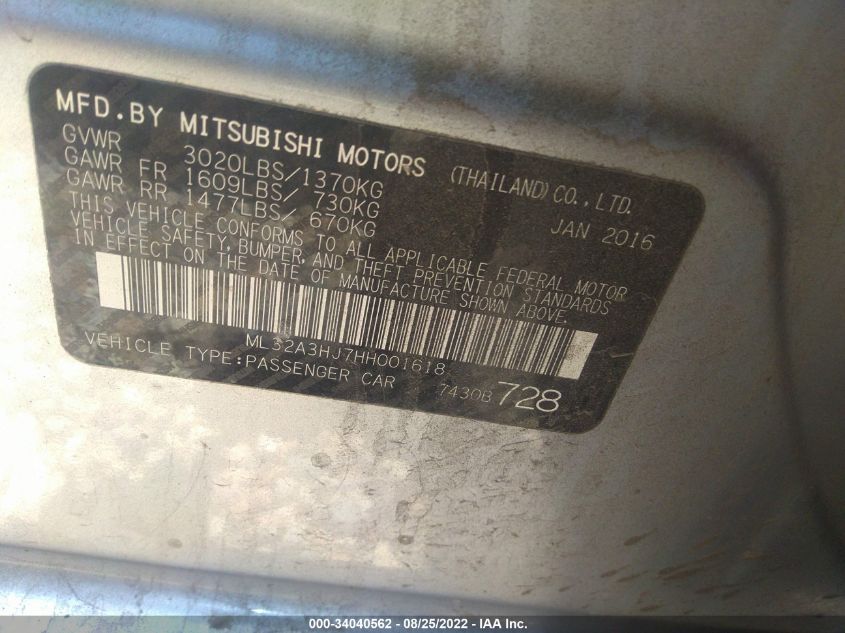 MFD.BY MITSUBISHI MOTORS (THAILAND) CO., LTD.
GVWR 3020LBS/1370KG JAN 2016
GAWR FR 1609LBS/ 730KG
GAWR RR 1477LBS/ 670KG
THIS VEHICLE CONFORMS TO ALL APPLICABLE FEDERAL MOTOR
VEHICLE SAFETY, BUMPER, AND THEFT PREVENTION STANDARDS
IN EFFECT ON THE DATE OF MANUFACTURE SHOWN ABOVE.
ML32A3HJ7HH001618
VEHICLE TYPE:PASSENGER CAR 7430B 728
000-34040562 - 08/25/2022 - IAA Inc.